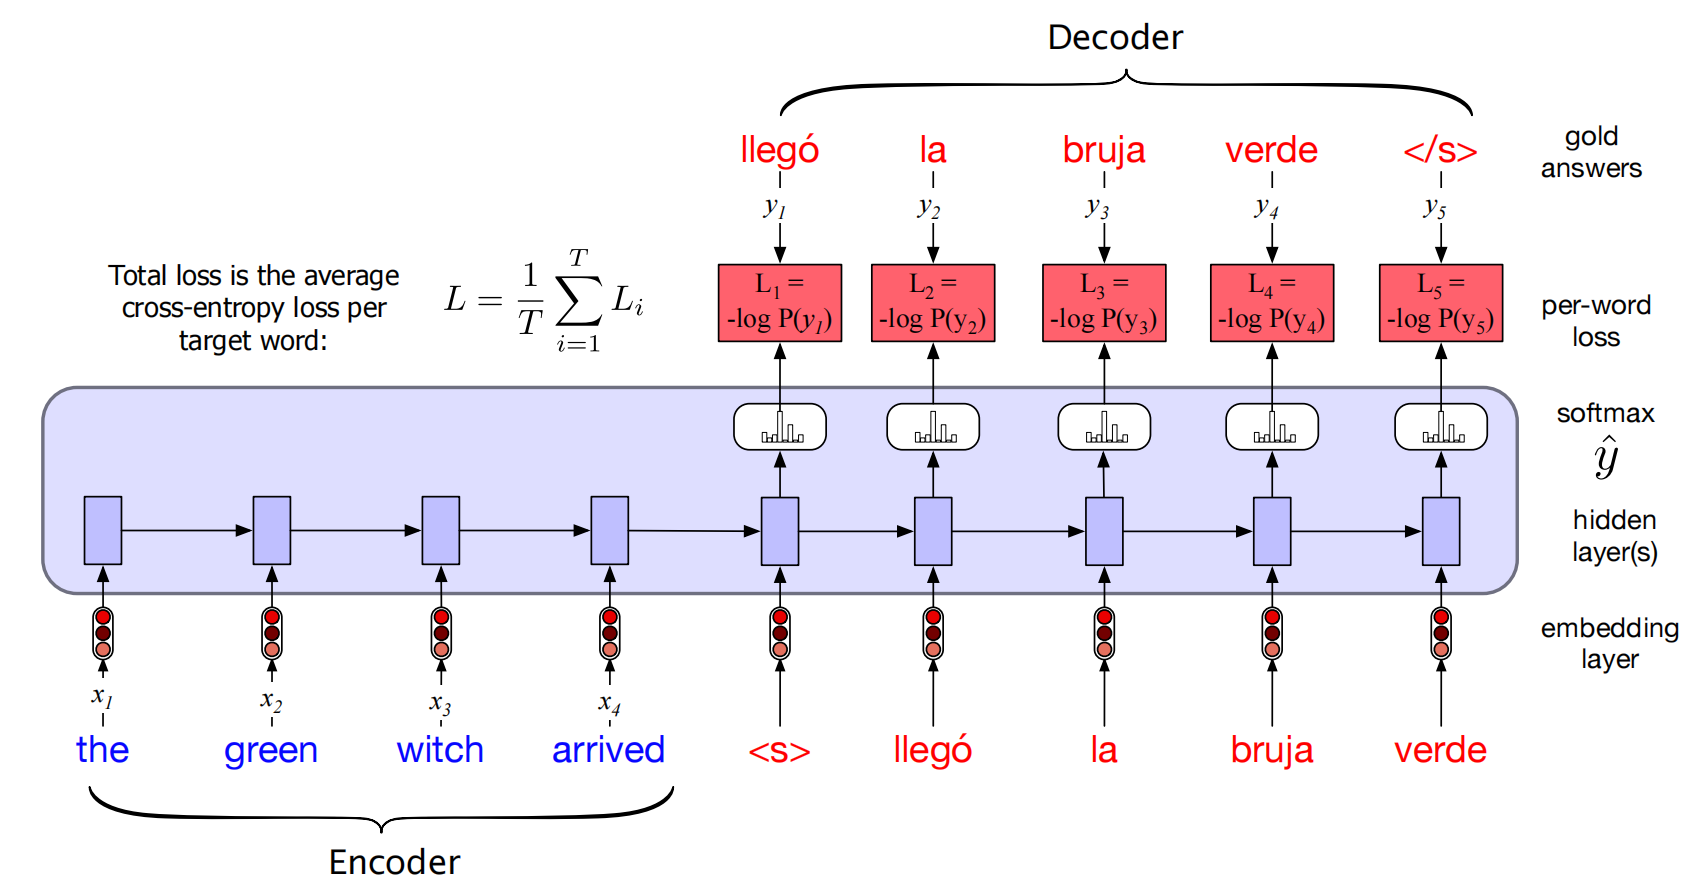 Decoder
llegó la bruja verde </s>
gold
answers
y1 y2 y3 y4 y5
Total loss is the average
cross-entropy loss per
target word:
L = 1/T ∑_{i=1}^{T} L_i
L1 =
-log P(y1)
L2 =
-log P(y2)
L3 =
-log P(y3)
L4 =
-log P(y4)
L5 =
-log P(y5)
per-word
loss
softmax
ŷ
hidden
layer(s)
embedding
layer
x1 x2 x3 x4
the green witch arrived <s> llegó la bruja verde
Encoder